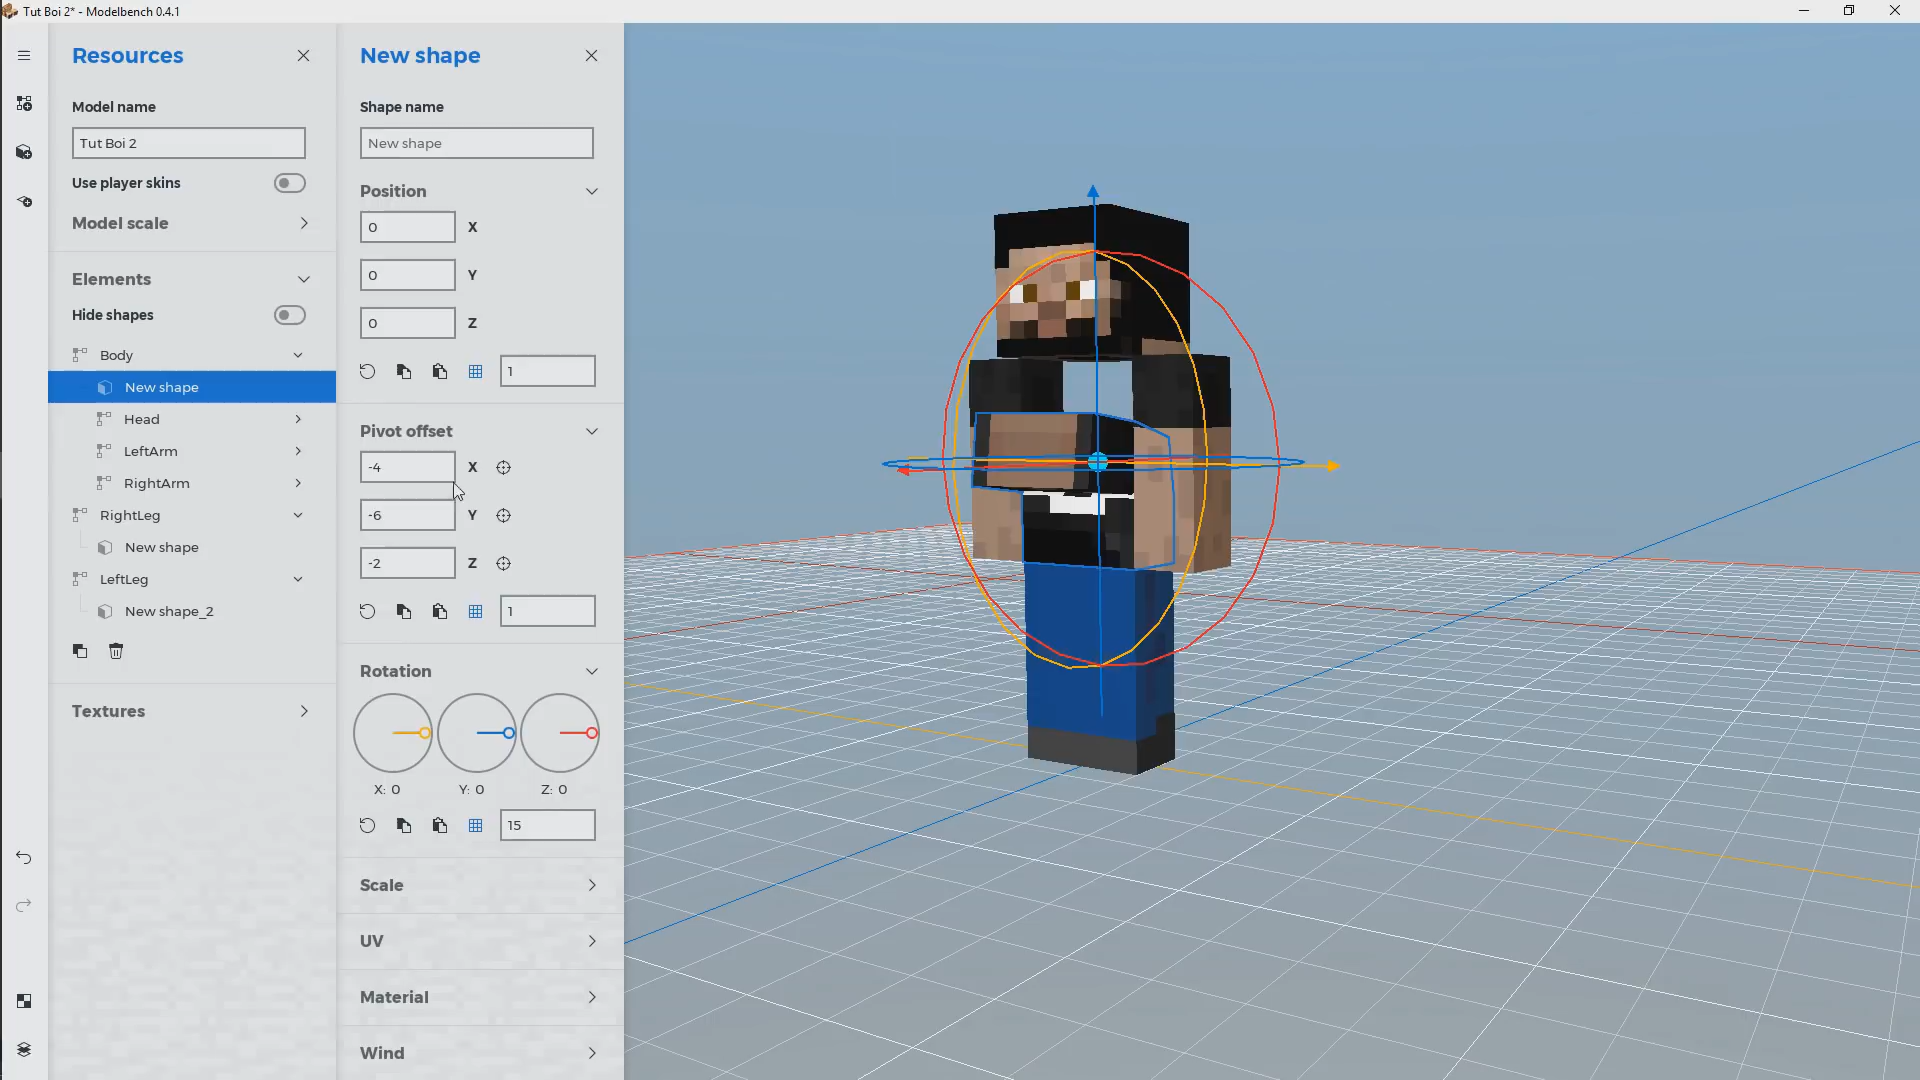 Tut Boi 2* - Modelbench 0.4.1
Resources
Model name
Tut Boi 2
Use player skins
Model scale
Elements
Hide shapes
Body
New shape
Head
LeftArm
RightArm
RightLeg
New shape
LeftLeg
New shape_2
Textures
New shape
Shape name
New shape
Position
0 X
0 Y
0 Z
1
Pivot offset
-4 X
-6 Y
-2 Z
1
Rotation
X: 0 Y: 0 Z: 0
15
Scale
UV
Material
Wind